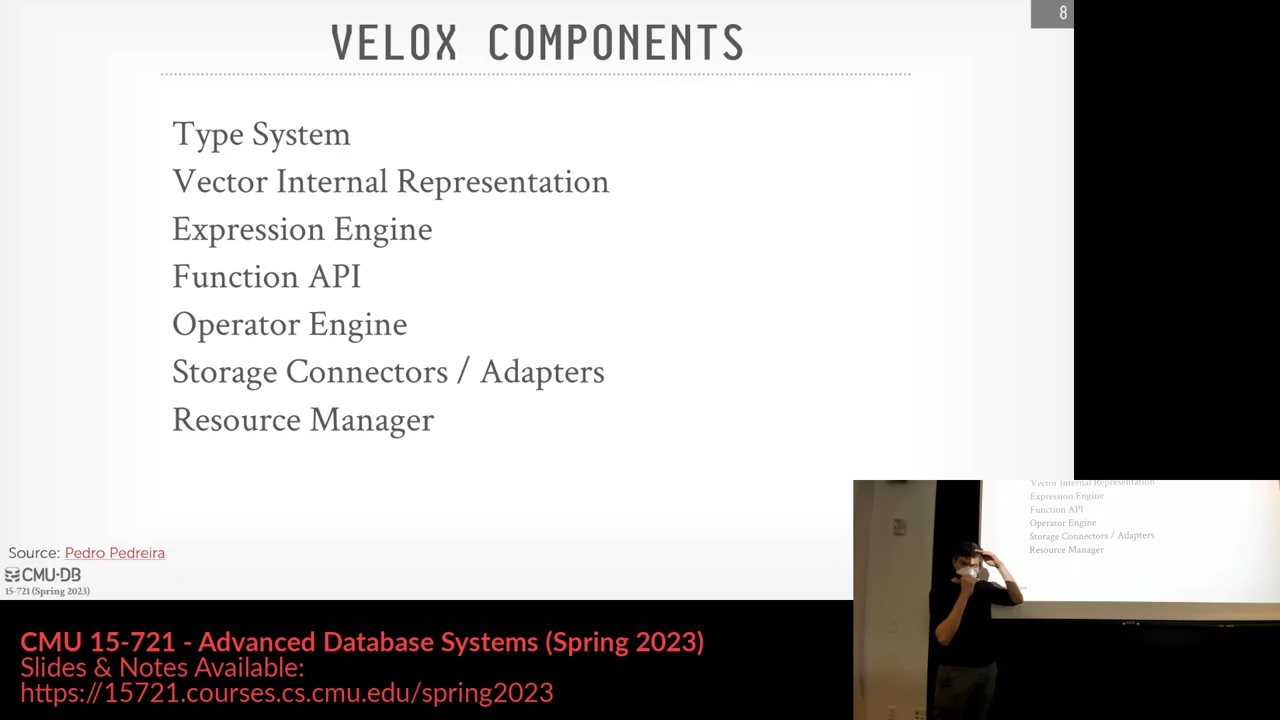 8
VELOX COMPONENTS
Type System
Vector Internal Representation
Expression Engine
Function API
Operator Engine
Storage Connectors / Adapters
Resource Manager
Source: Pedro Pedreira
CMU·DB
15-721 (Spring 2023)
Vector Internal Representation
Expression Engine
Function API
Operator Engine
Storage Connectors / Adapters
Resource Manager
CMU 15-721 - Advanced Database Systems (Spring 2023)
Slides & Notes Available:
https://15721.courses.cs.cmu.edu/spring2023